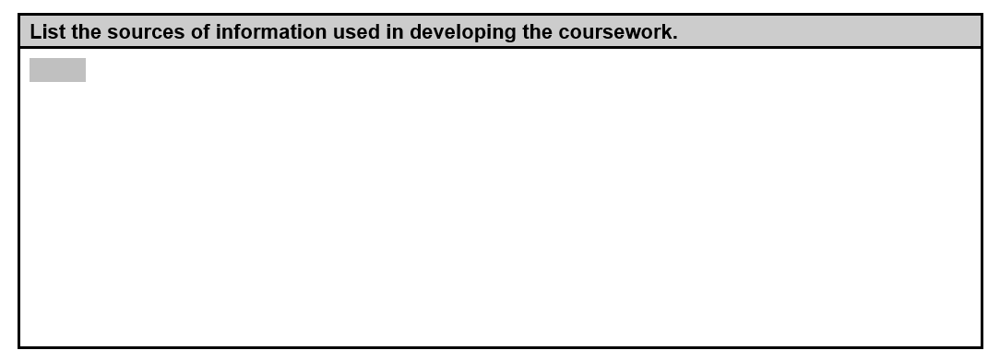 List the sources of information used in developing the coursework.